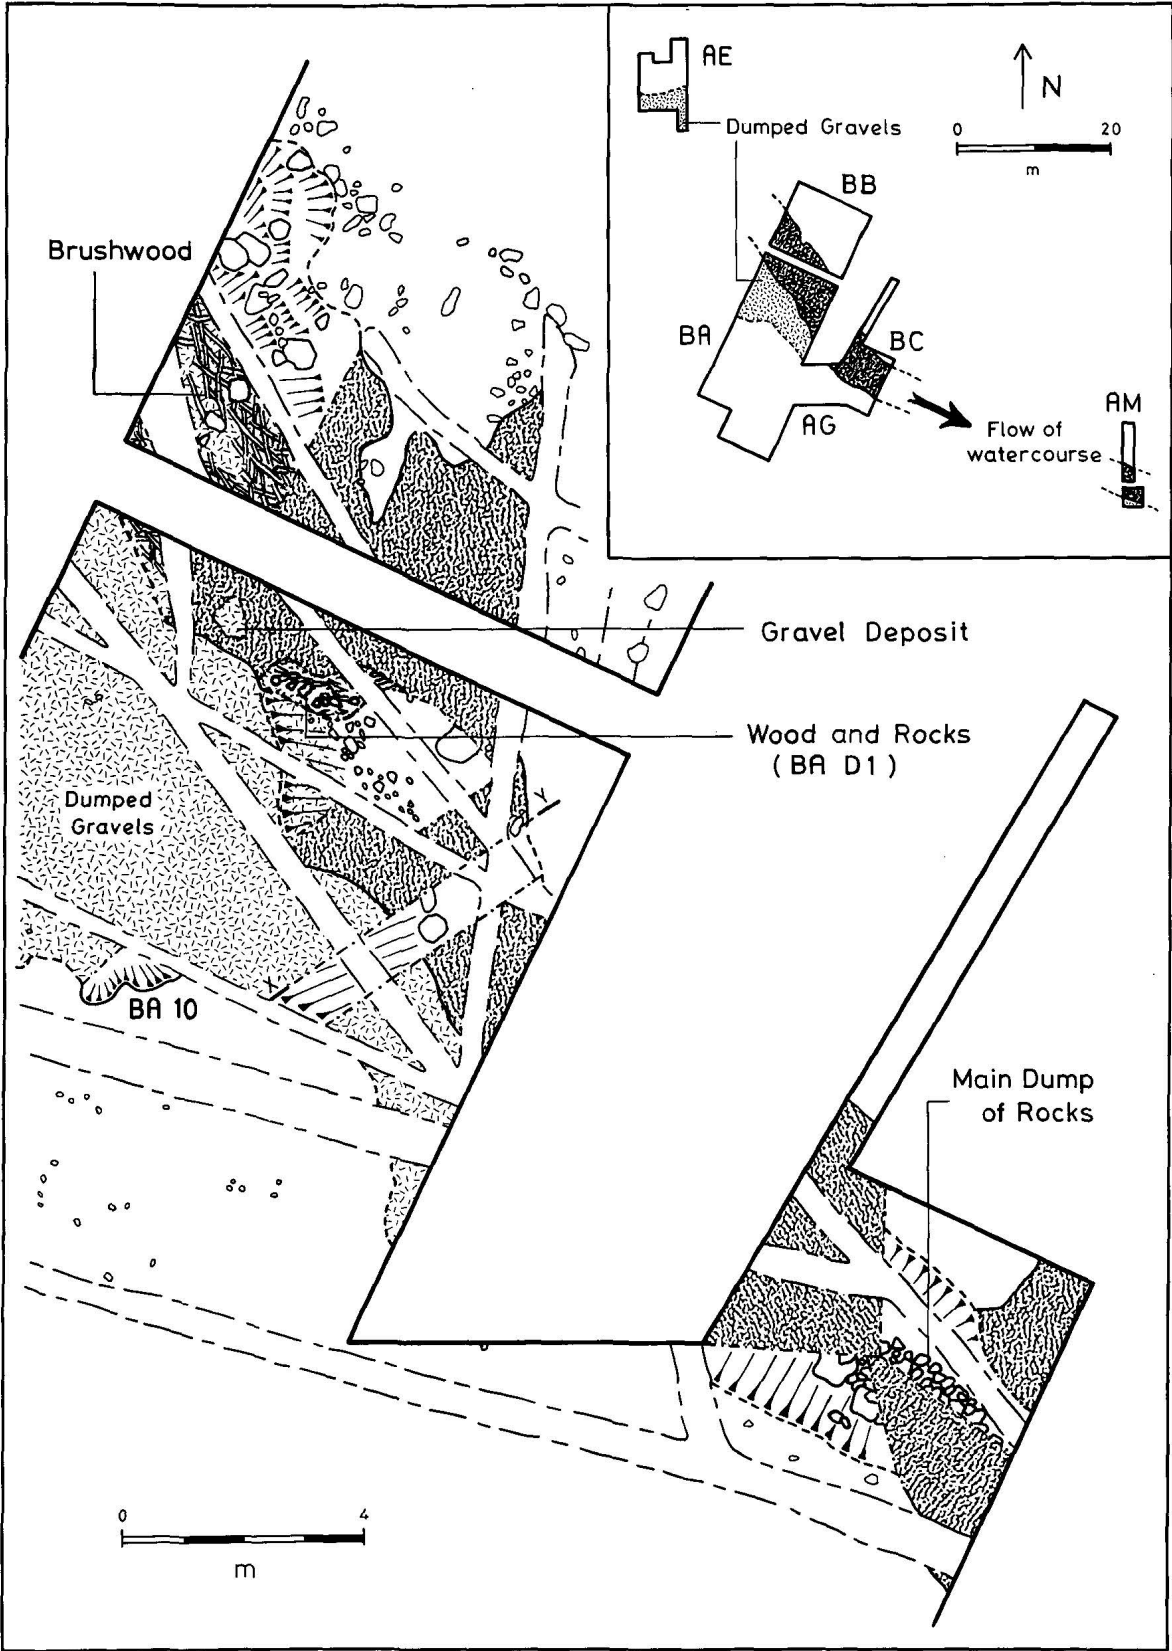 AE
N
Dumped Gravels
0 20
m
BB
BA
BC
AG
AM
Flow of
watercourse
Brushwood
Gravel Deposit
Wood and Rocks
( BA D1 )
Dumped
Gravels
Y
X
BA 10
Main Dump
of Rocks
0 4
m